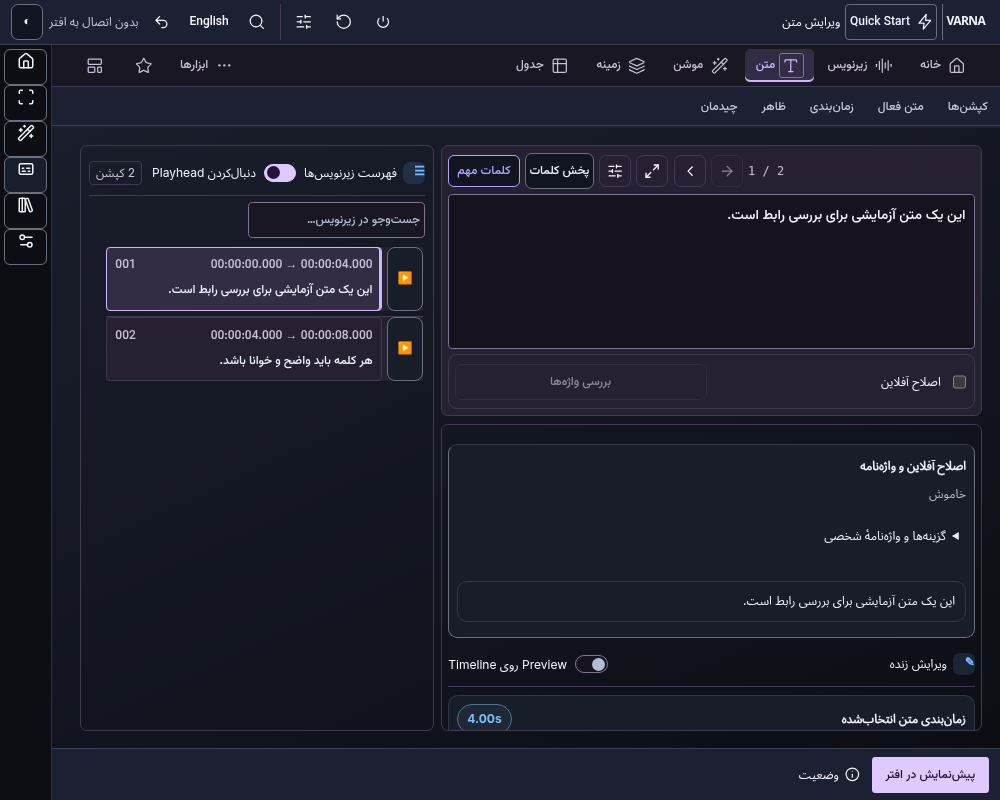 VARNA
Quick Start
ویرایش متن
English
بدون اتصال به افتر
خانه
زیرنویس
متن
موشن
زمینه
جدول
ابزارها
کپشن‌ها
متن فعال
زمان‌بندی
ظاهر
چیدمان
1 / 2
پخش کلمات
کلمات مهم
این یک متن آزمایشی برای بررسی رابط است.
اصلاح آفلاین
بررسی واژه‌ها
اصلاح آفلاین و واژه‌نامه
خاموش
گزینه‌ها و واژه‌نامهٔ شخصی
این یک متن آزمایشی برای بررسی رابط است.
ویرایش زنده
Preview روی Timeline
زمان‌بندی متن انتخاب‌شده
4.00s
فهرست زیرنویس‌ها
دنبال‌کردن Playhead
2 کپشن
جست‌وجو در زیرنویس...
001
00:00:00.000 → 00:00:04.000
این یک متن آزمایشی برای بررسی رابط است.
002
00:00:04.000 → 00:00:08.000
هر کلمه باید واضح و خوانا باشد.
پیش‌نمایش در افتر
وضعیت